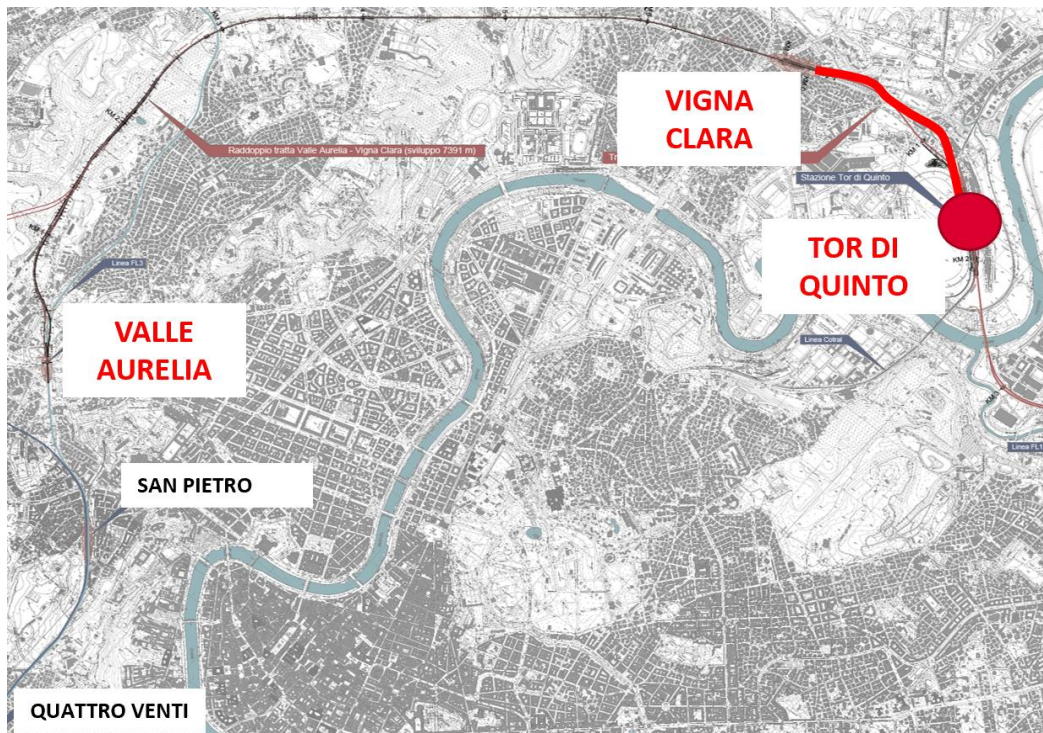 VIGNA
CLARA
Raddoppio tratta Valle Aurelia - Vigna Clara (sviluppo 7391 m)
Stazione Tor di Quinto
TOR DI
QUINTO
Linea FL3
VALLE
AURELIA
Linea Cotral
Linea FL1
SAN PIETRO
QUATTRO VENTI